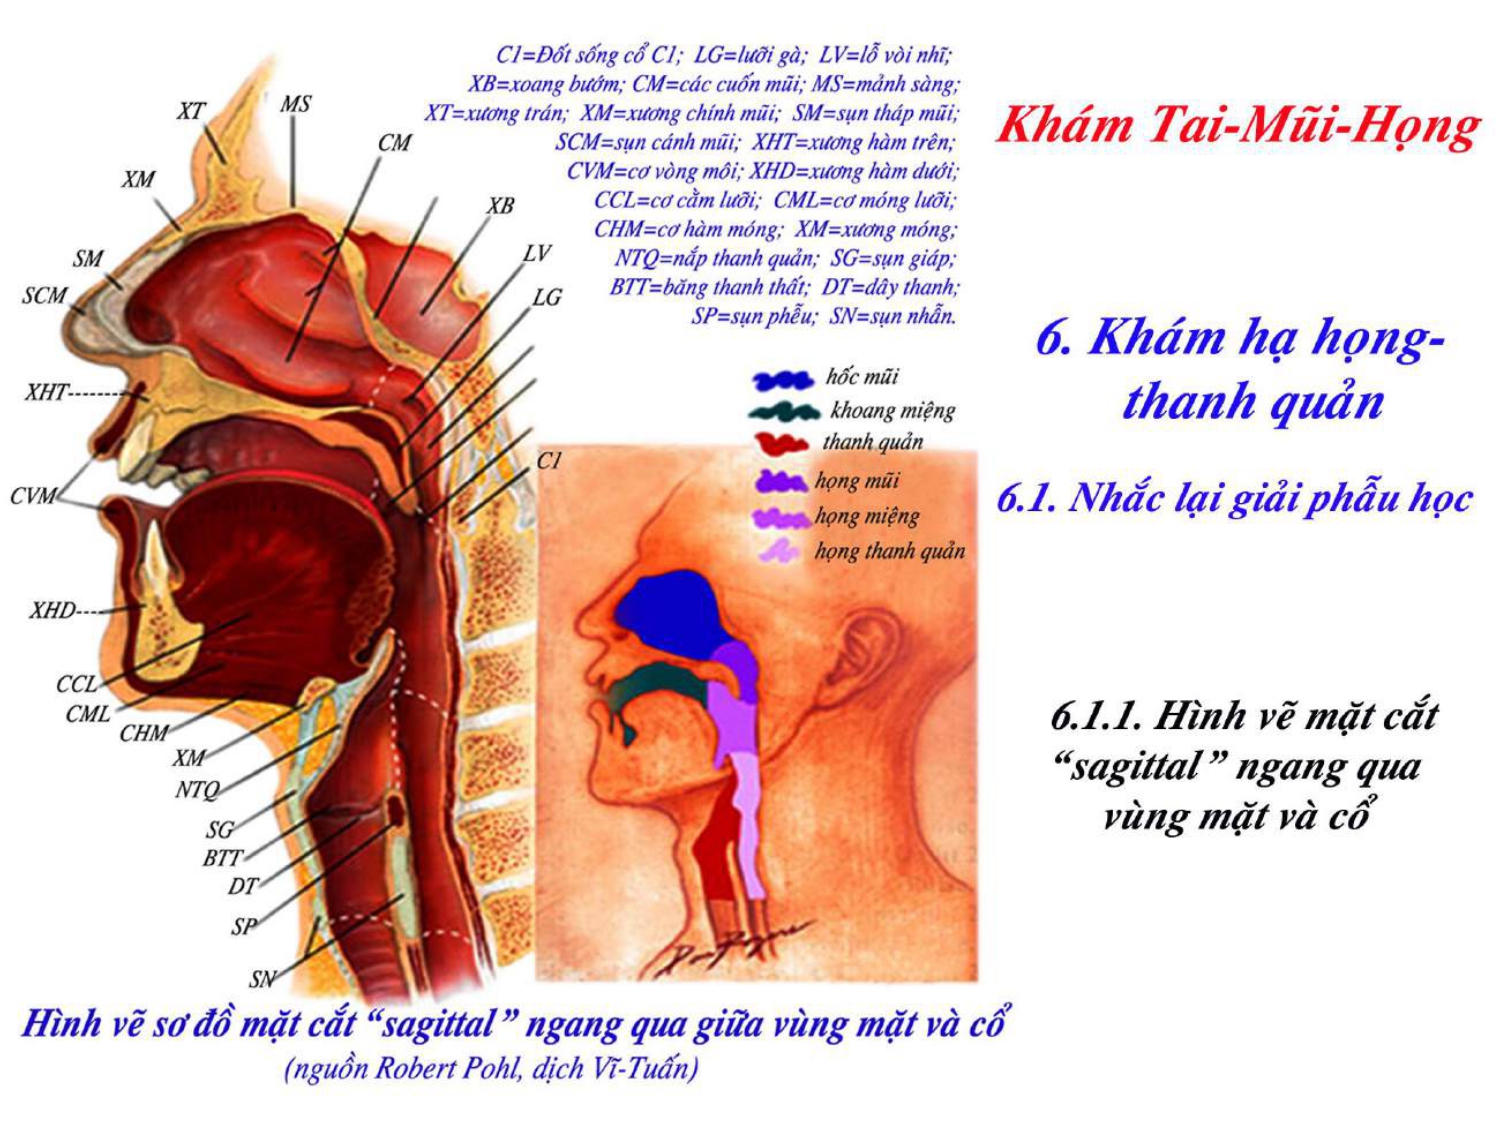 C1=Đốt sống cổ C1; LG=lưỡi gà; LV=lỗ vòi nhĩ;
XB=xoang bướm; CM=các cuốn mũi; MS=mảnh sàng;
XT=xương trán; XM=xương chính mũi; SM=sụn tháp mũi;
SCM=sụn cánh mũi; XHT=xương hàm trên;
CVM=cơ vòng môi; XHD=xương hàm dưới;
CCL=cơ cằm lưỡi; CML=cơ móng lưỡi;
CHM=cơ hàm móng; XM=xương móng;
NTQ=nắp thanh quản; SG=sụn giáp;
BTT=băng thanh thất; DT=dây thanh;
SP=sụn phễu; SN=sụn nhẫn.
XT
MS
CM
XM
XB
SM
LV
SCM
LG
XHT
CVM
C1
XHD
CCL
CML
CHM
XM
NTQ
SG
BTT
DT
SP
SN
hốc mũi
khoang miệng
thanh quản
họng mũi
họng miệng
họng thanh quản
Hình vẽ sơ đồ mặt cắt “sagittal” ngang qua giữa vùng mặt và cổ
(nguồn Robert Pohl, dịch Vĩ-Tuấn)
Khám Tai-Mũi-Họng
6. Khám hạ họng-
thanh quản
6.1. Nhắc lại giải phẫu học
6.1.1. Hình vẽ mặt cắt
“sagittal” ngang qua
vùng mặt và cổ